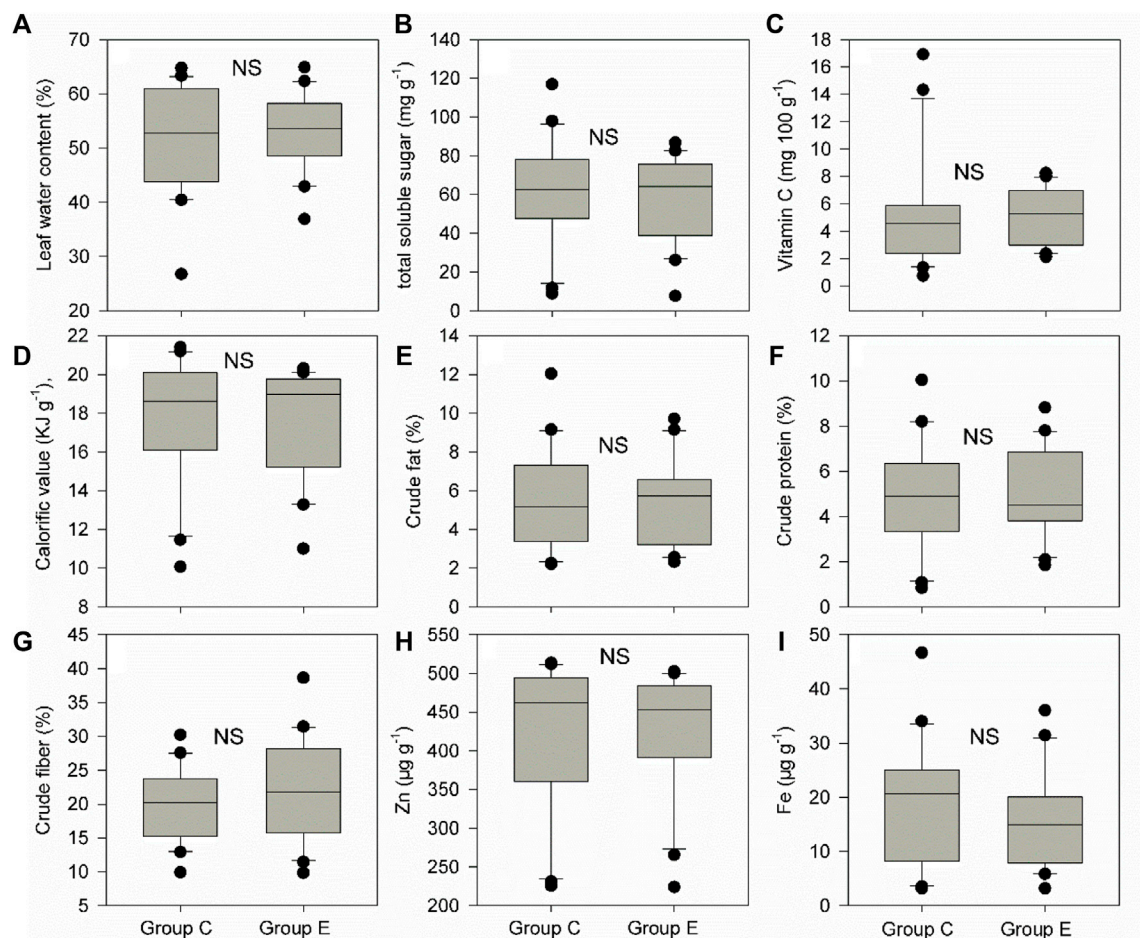 A
Leaf water content (%)
70
60
50
40
30
20
NS
B
total soluble sugar (mg g⁻¹)
140
120
100
80
60
40
20
0
NS
C
Vitamin C (mg 100 g⁻¹)
18
16
14
12
10
8
6
4
2
0
NS
D
Calorific value (KJ g⁻¹),
22
20
18
16
14
12
10
8
NS
E
Crude fat (%)
14
12
10
8
6
4
2
0
NS
F
Crude protein (%)
12
10
8
6
4
2
0
NS
G
Crude fiber (%)
45
40
35
30
25
20
15
10
5
NS
Group C
Group E
H
Zn (µg g⁻¹)
550
500
450
400
350
300
250
200
NS
Group C
Group E
I
Fe (µg g⁻¹)
50
40
30
20
10
0
NS
Group C
Group E